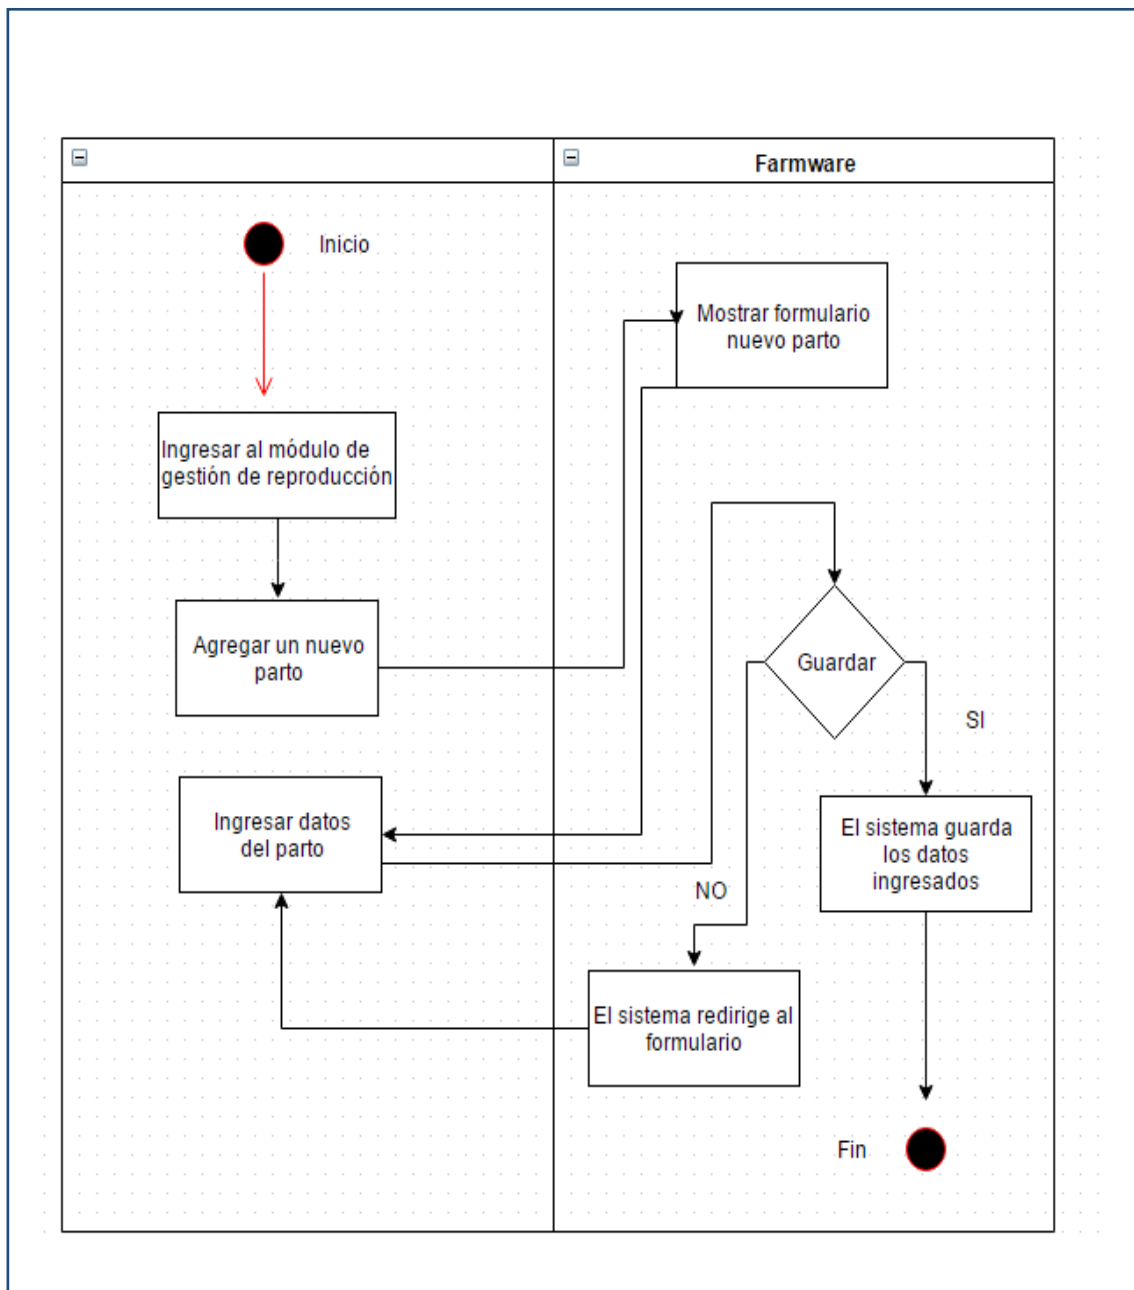 Farmware
Inicio
Mostrar formulario
nuevo parto
Ingresar al módulo de
gestión de reproducción
Agregar un nuevo
parto
Guardar
SI
Ingresar datos
del parto
El sistema guarda
los datos
ingresados
NO
El sistema redirige al
formulario
Fin